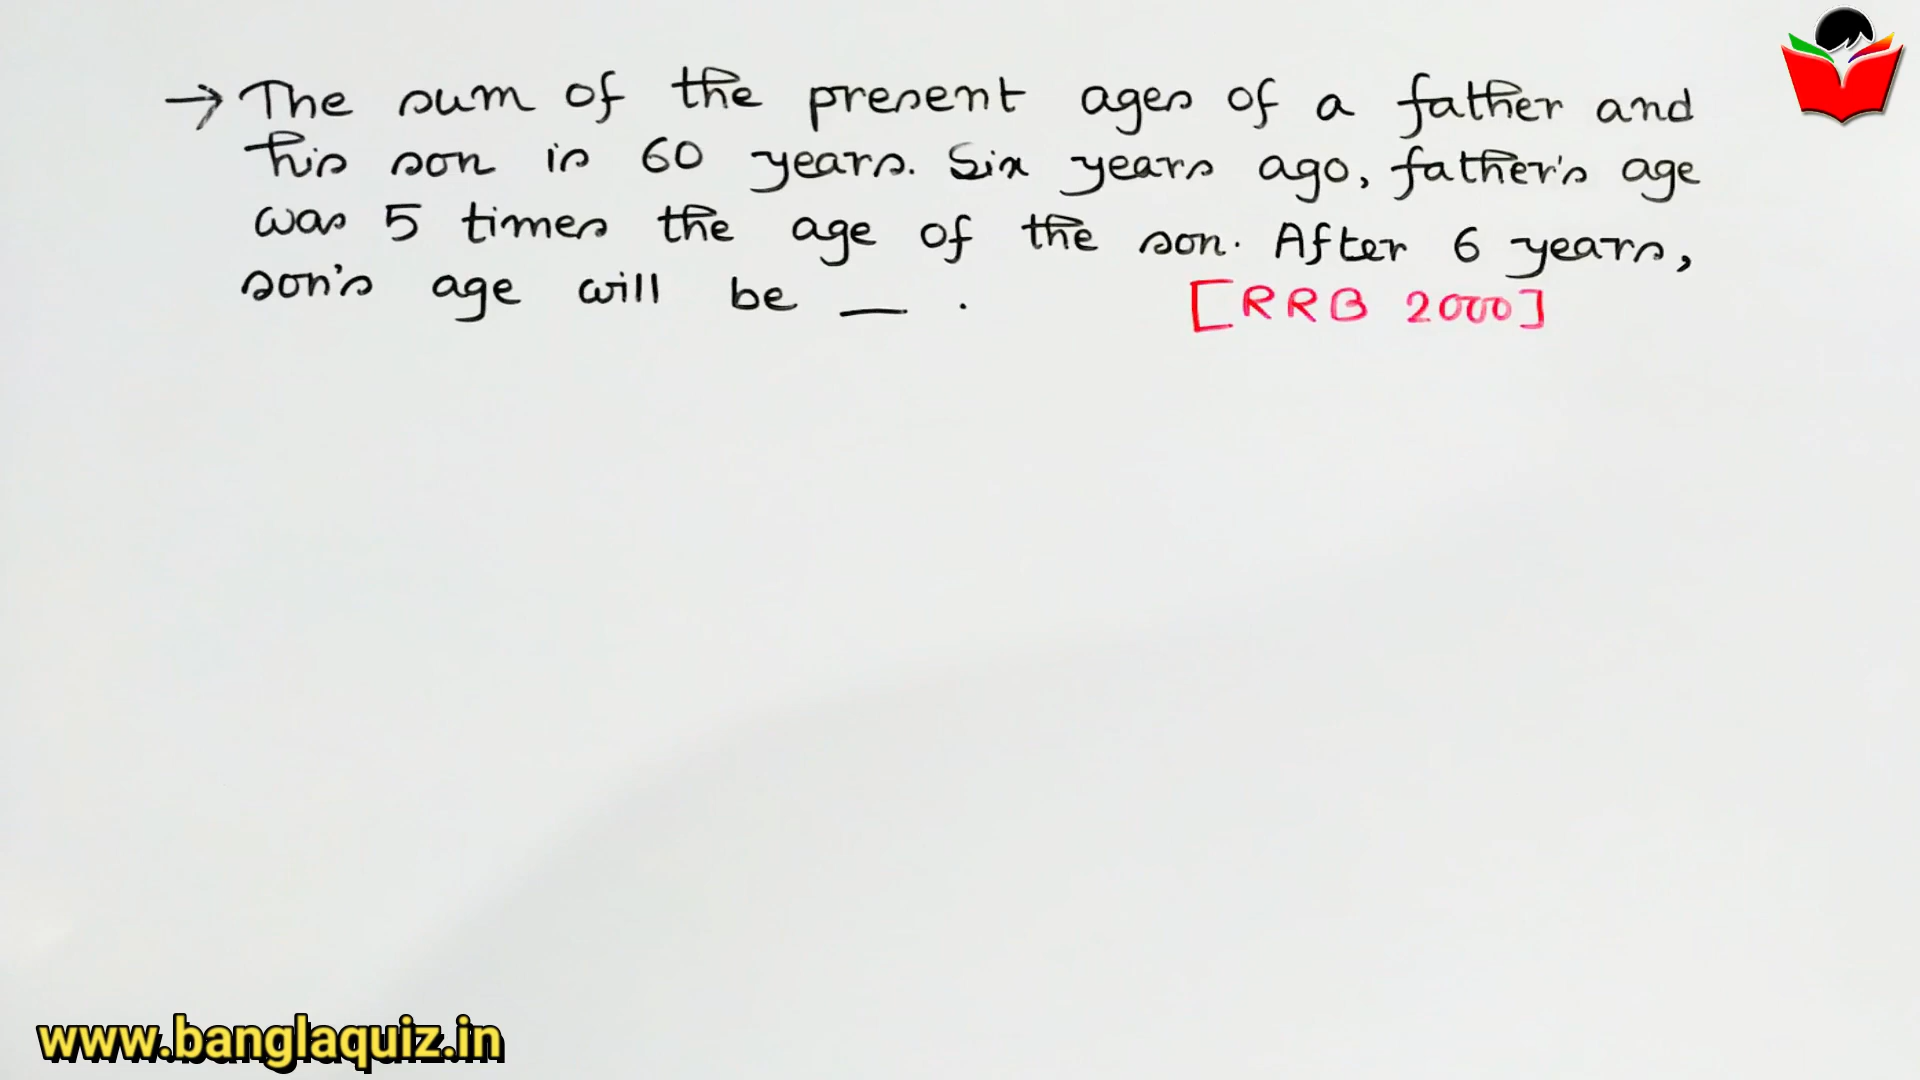 → The sum of the present ages of a father and
his son is 60 years. Six years ago, father's age
was 5 times the age of the son. After 6 years,
son's age will be __ .
[RRB 2000]
www.banglaquiz.in